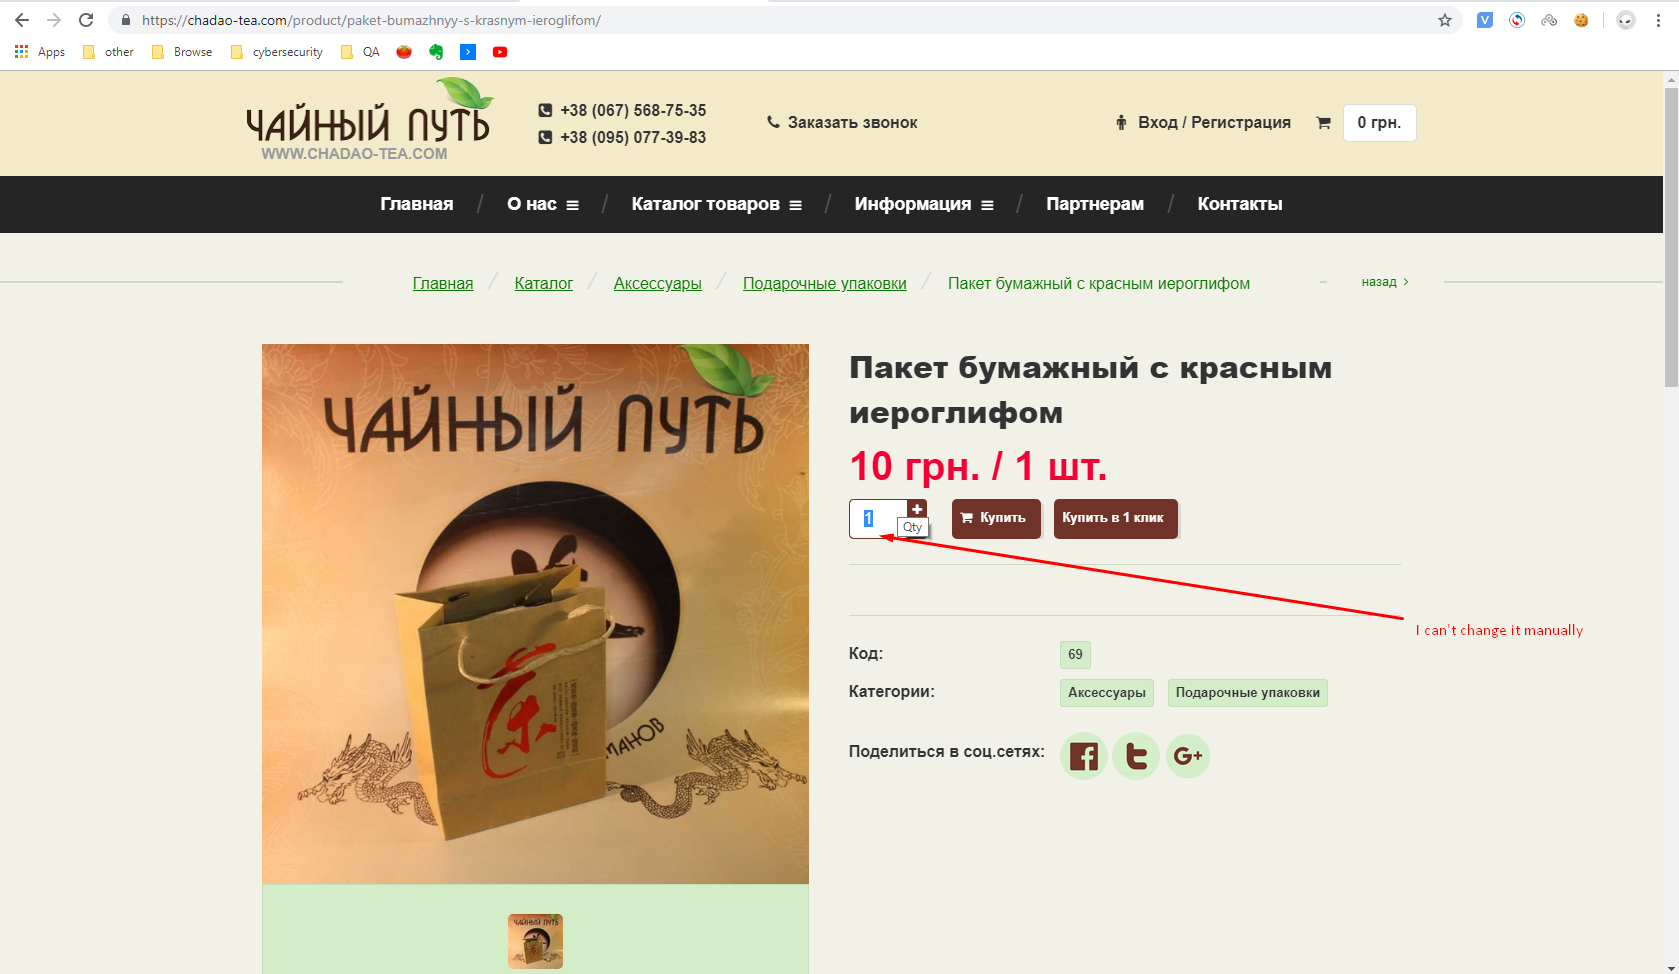 https://chadao-tea.com/product/paket-bumazhnyy-s-krasnym-ieroglifom/
Apps other Browse cybersecurity QA
ЧАЙНЫЙ ПУТЬ
WWW.CHADAO-TEA.COM
+38 (067) 568-75-35
+38 (095) 077-39-83
Заказать звонок
Вход / Регистрация
0 грн.
Главная / О нас / Каталог товаров / Информация / Партнерам / Контакты
Главная / Каталог / Аксессуары / Подарочные упаковки / Пакет бумажный с красным иероглифом
назад
ЧАЙНЫЙ ПУТЬ
茶
МАНОВ
Пакет бумажный с красным
иероглифом
10 грн. / 1 шт.
1
Qty
Купить
Купить в 1 клик
I can't change it manually
Код: 69
Категории: Аксессуары Подарочные упаковки
Поделиться в соц.сетях: G+
ЧАЙНЫЙ ПУТЬ